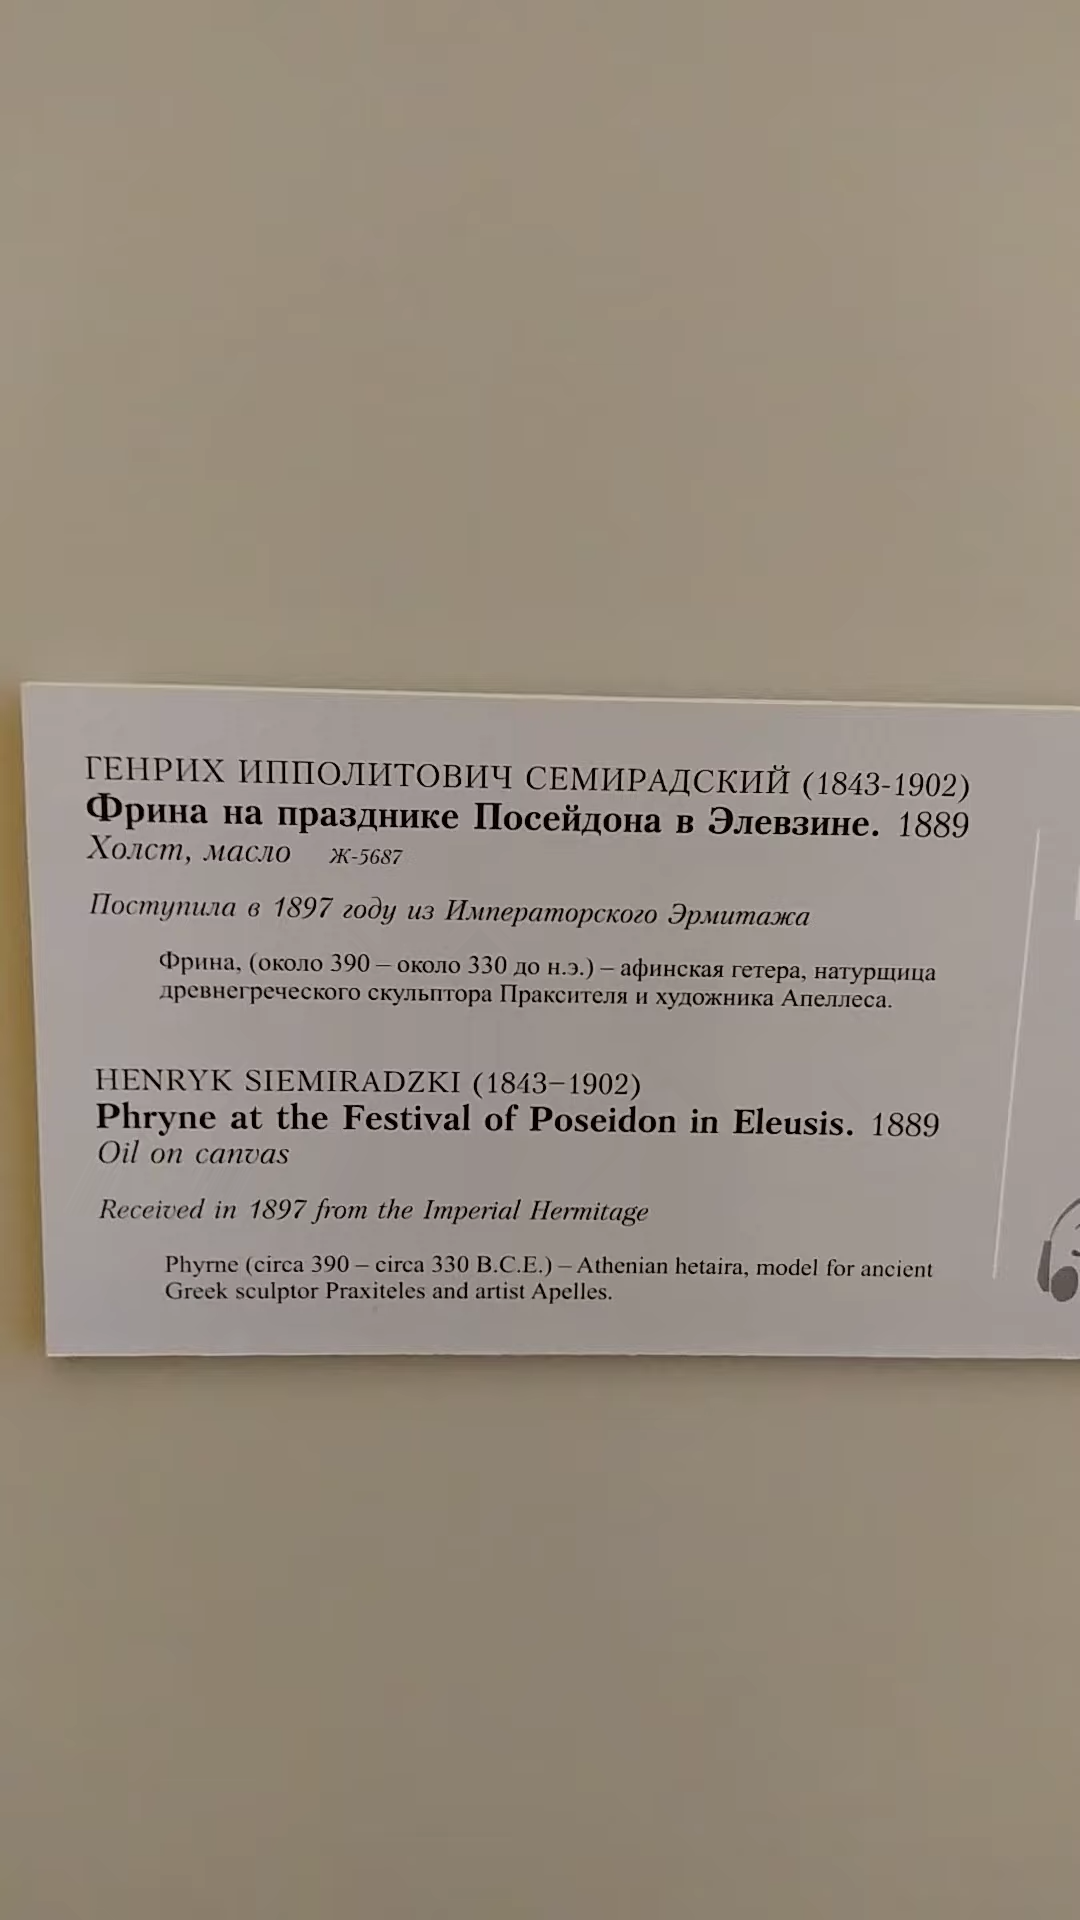 ГЕНРИХ ИППОЛИТОВИЧ СЕМИРАДСКИЙ (1843-1902)
Фрина на празднике Посейдона в Элевзине. 1889
Холст, масло Ж-5687
Поступила в 1897 году из Императорского Эрмитажа
Фрина, (около 390 – около 330 до н.э.) – афинская гетера, натурщица
древнегреческого скульптора Праксителя и художника Апеллеса.
HENRYK SIEMIRADZKI (1843–1902)
Phryne at the Festival of Poseidon in Eleusis. 1889
Oil on canvas
Received in 1897 from the Imperial Hermitage
Phyrne (circa 390 – circa 330 B.C.E.) – Athenian hetaira, model for ancient
Greek sculptor Praxiteles and artist Apelles.